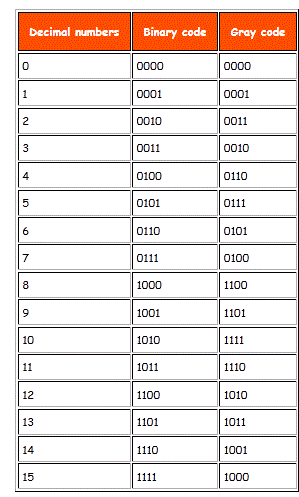 Decimal numbers Binary code Gray code
0 0000 0000
1 0001 0001
2 0010 0011
3 0011 0010
4 0100 0110
5 0101 0111
6 0110 0101
7 0111 0100
8 1000 1100
9 1001 1101
10 1010 1111
11 1011 1110
12 1100 1010
13 1101 1011
14 1110 1001
15 1111 1000